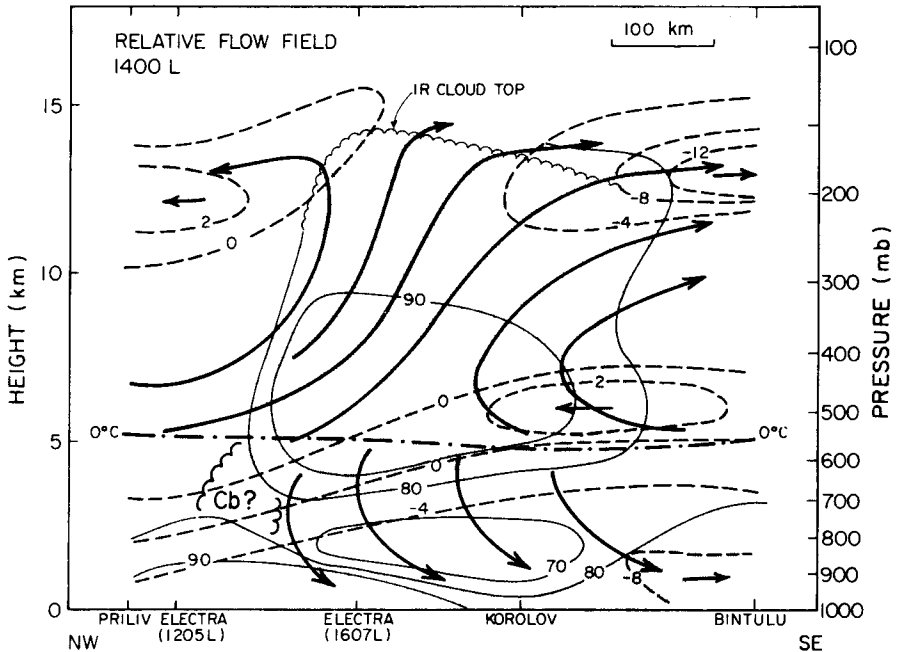 RELATIVE FLOW FIELD
1400 L
100 km
IR CLOUD TOP
100
15
-12
-8
200
2
-4
0
10
300
90
400
2
0
500
0°C
0°C
5
0
600
80
Cb?
-4
700
800
90
70
80
-8
900
0
1000
HEIGHT (km)
PRESSURE (mb)
PRILIV ELECTRA ELECTRA KOROLOV BINTULU
(1205L) (1607L)
NW SE